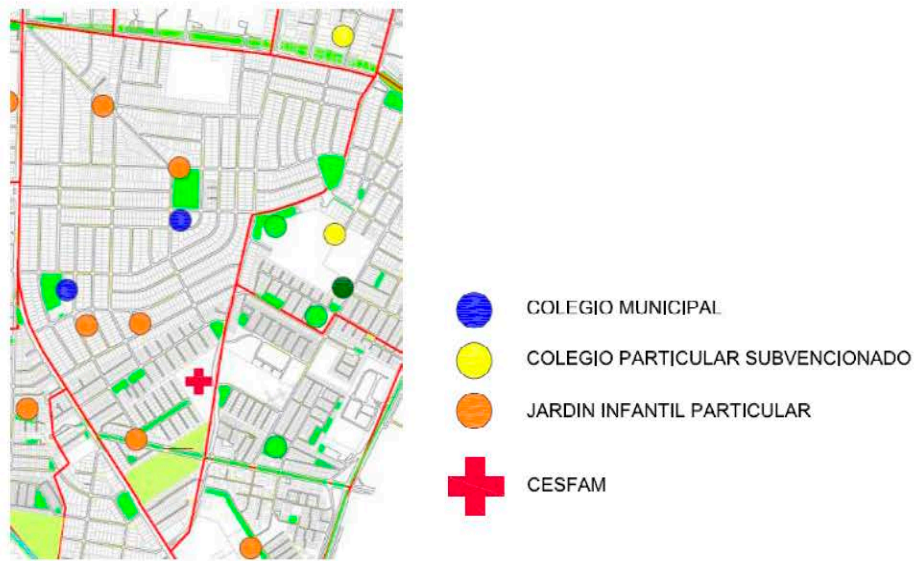 COLEGIO MUNICIPAL
COLEGIO PARTICULAR SUBVENCIONADO
JARDIN INFANTIL PARTICULAR
CESFAM